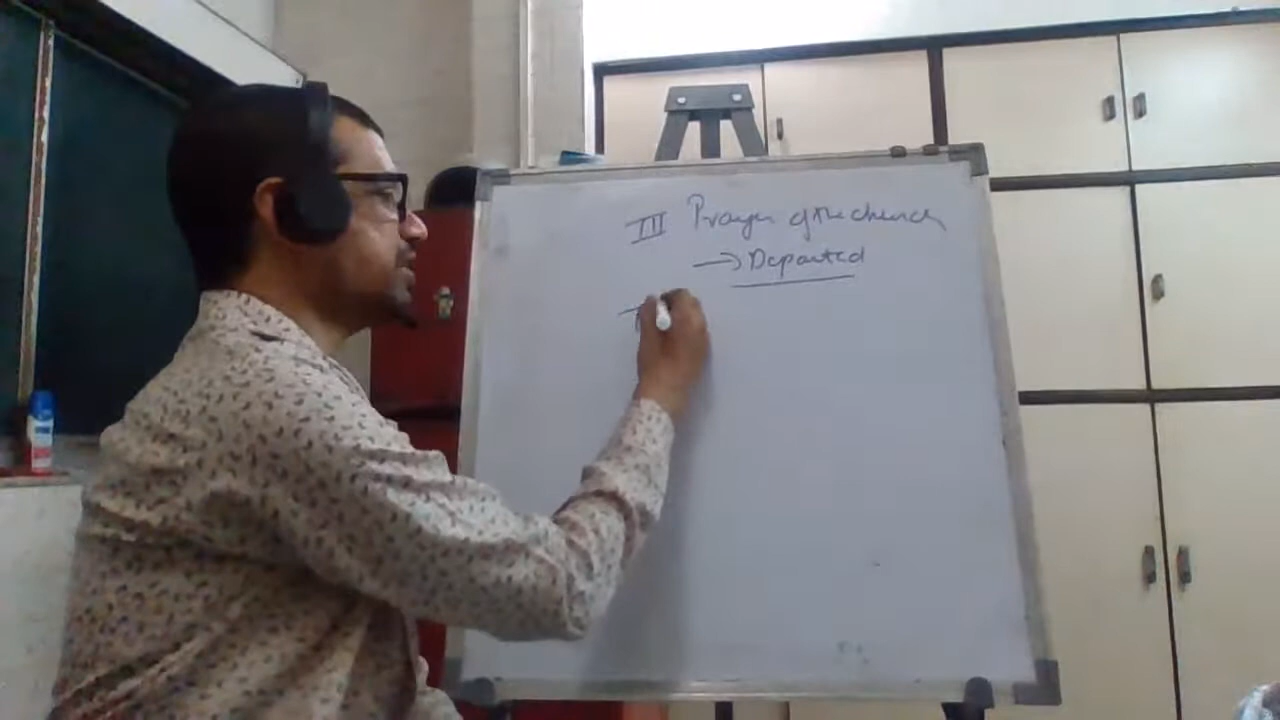 III Prayer of the church
→ Departed